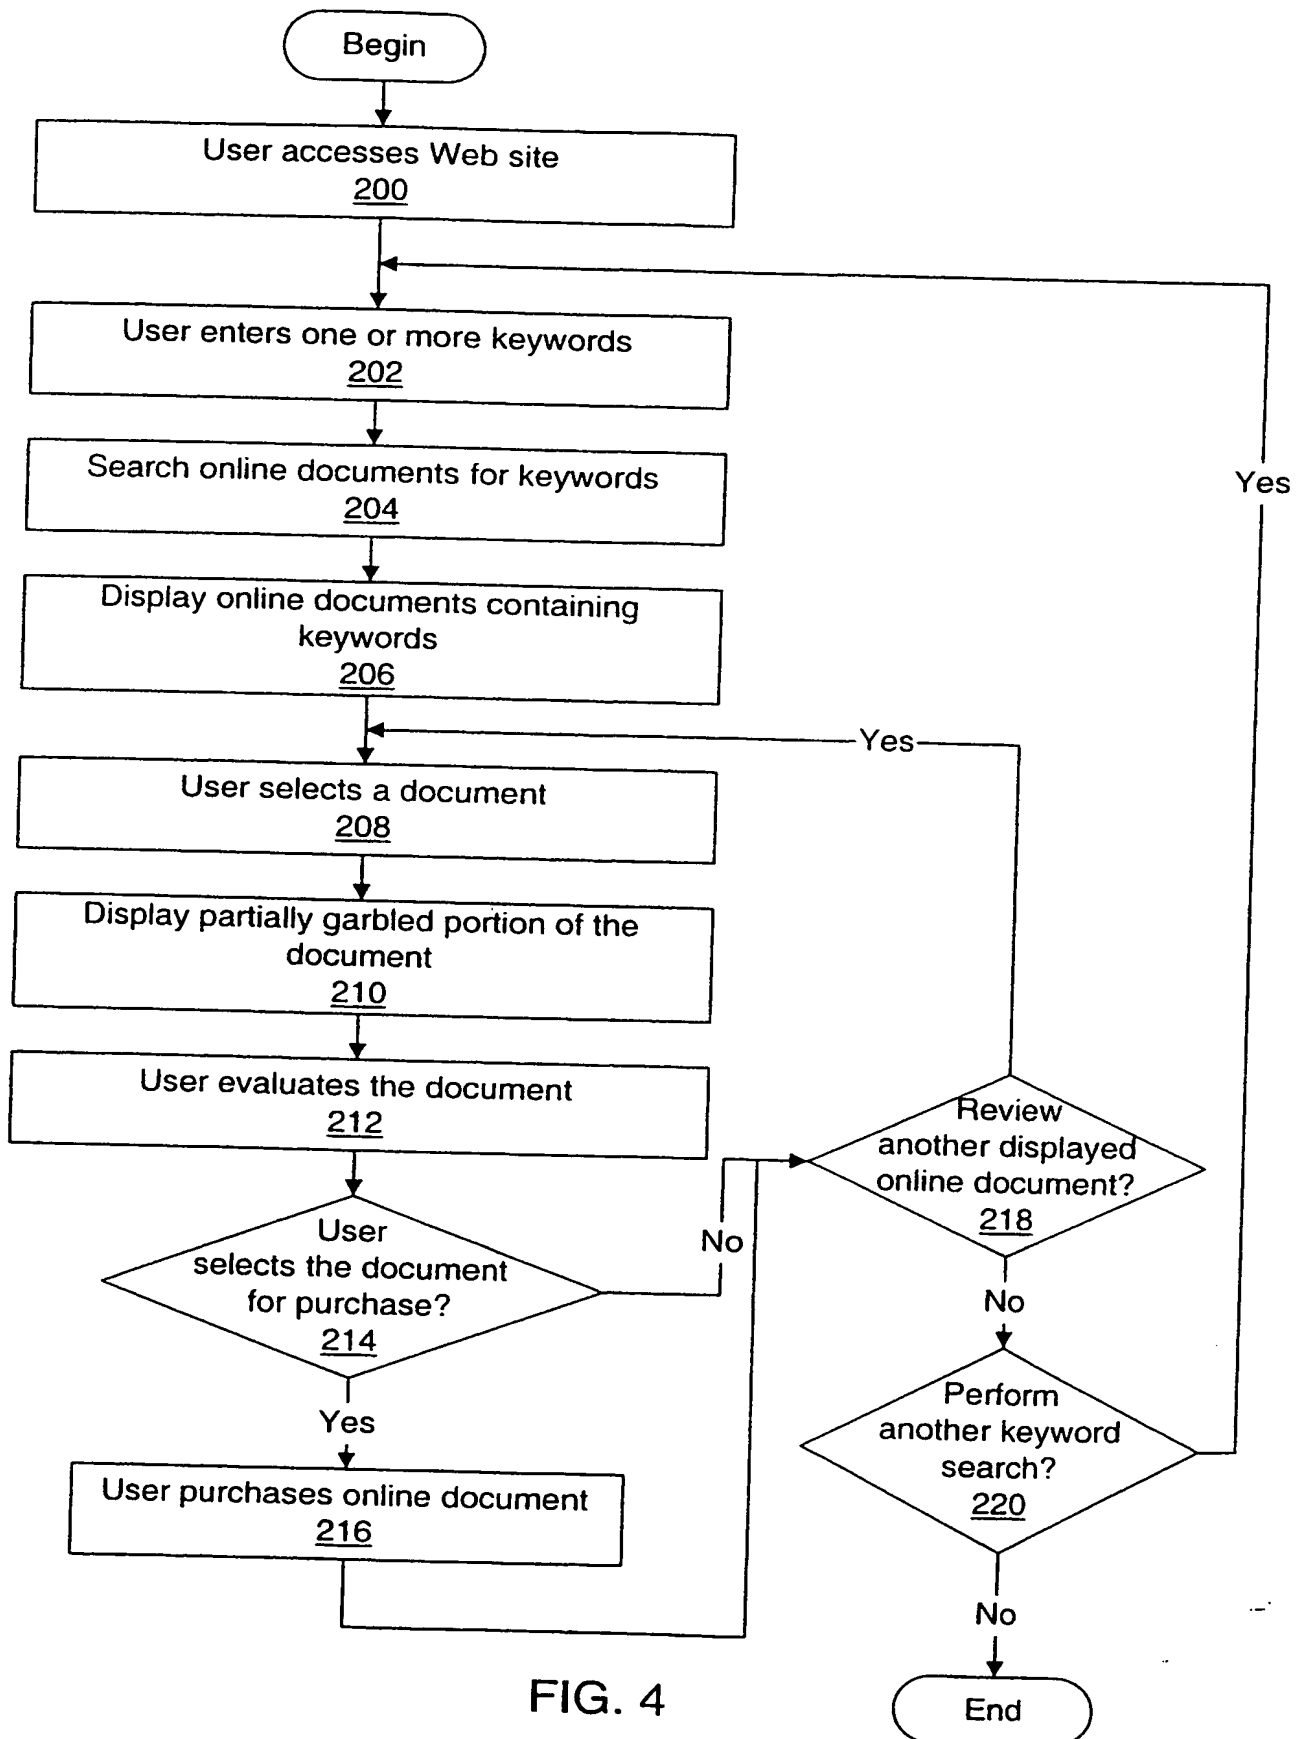 Begin
User accesses Web site
200
User enters one or more keywords
202
Search online documents for keywords
204
Yes
Display online documents containing
keywords
206
Yes
User selects a document
208
Display partially garbled portion of the
document
210
User evaluates the document
212
Review
another displayed
online document?
218
User
selects the document
for purchase?
214
No
No
Yes
Perform
another keyword
search?
220
User purchases online document
216
No
End
FIG. 4